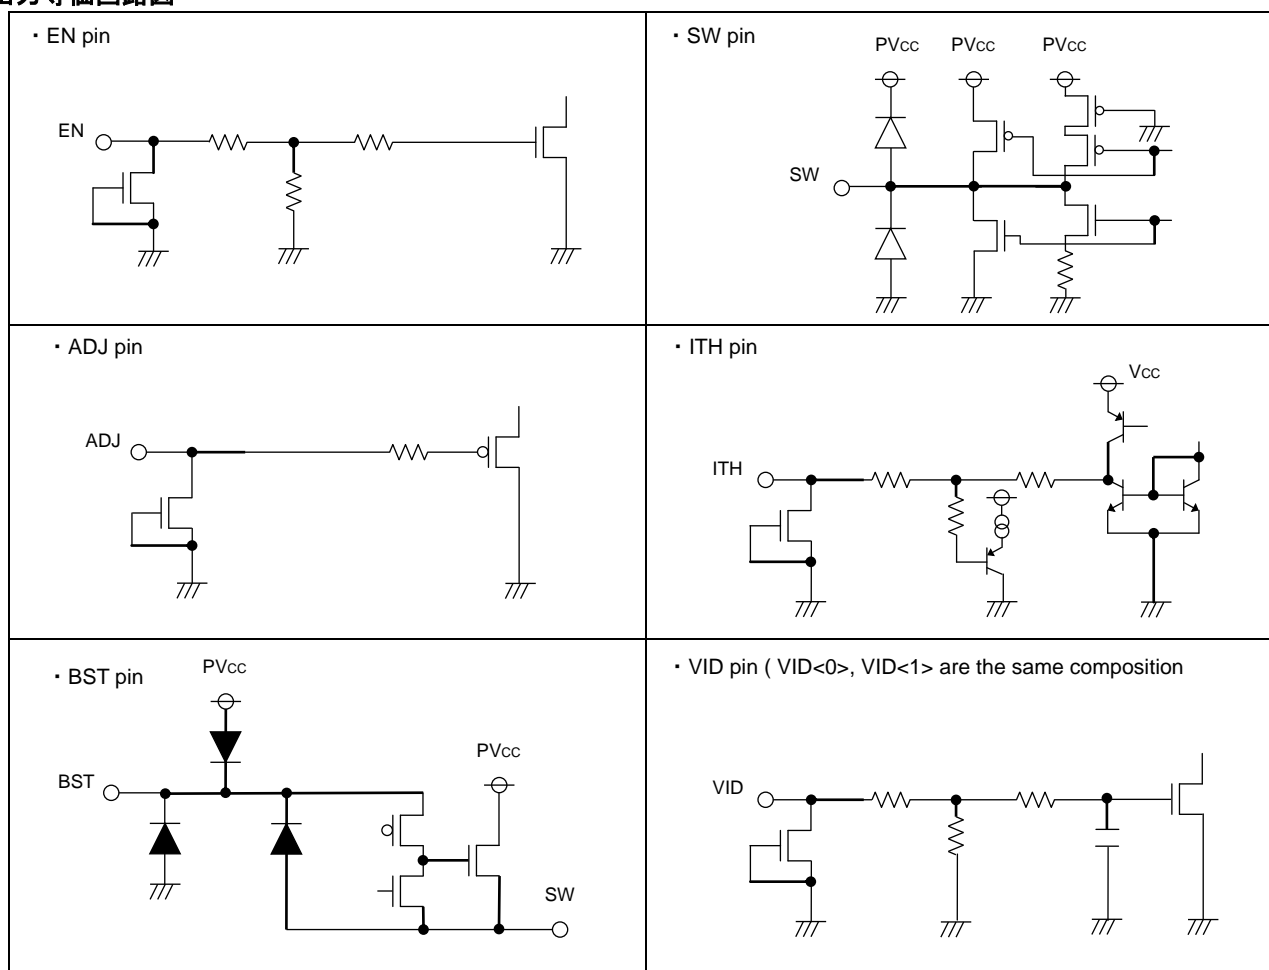 ・EN pin
EN
・SW pin
PVCC PVCC PVCC
SW
・ADJ pin
ADJ
・ITH pin
VCC
ITH
・BST pin
PVCC
PVCC
BST
SW
・VID pin ( VID<0>, VID<1> are the same composition
VID